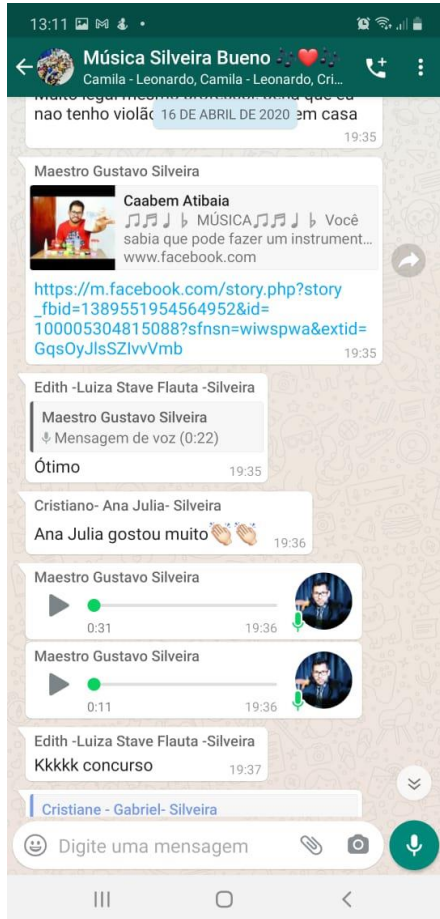 13:11
Música Silveira Bueno
Camila - Leonardo, Camila - Leonardo, Cri...
16 DE ABRIL DE 2020
nao tenho violão em casa
19:35
Maestro Gustavo Silveira
Caabem Atibaia
♫♬♩♭ MÚSICA♫♬♩♭ Você
sabia que pode fazer um instrument...
www.facebook.com
https://m.facebook.com/story.php?story
_fbid=1389551954564952&id=
100005304815088?sfnsn=wiwspwa&extid=
GqsOyJlsSZIvvVmb
19:35
Edith -Luiza Stave Flauta -Silveira
Maestro Gustavo Silveira
Mensagem de voz (0:22)
Ótimo
19:35
Cristiano- Ana Julia- Silveira
Ana Julia gostou muito👏🏻👏🏻
19:36
Maestro Gustavo Silveira
0:31 19:36
Maestro Gustavo Silveira
0:11 19:36
Edith -Luiza Stave Flauta -Silveira
Kkkkk concurso
19:37
Cristiane - Gabriel- Silveira
Digite uma mensagem